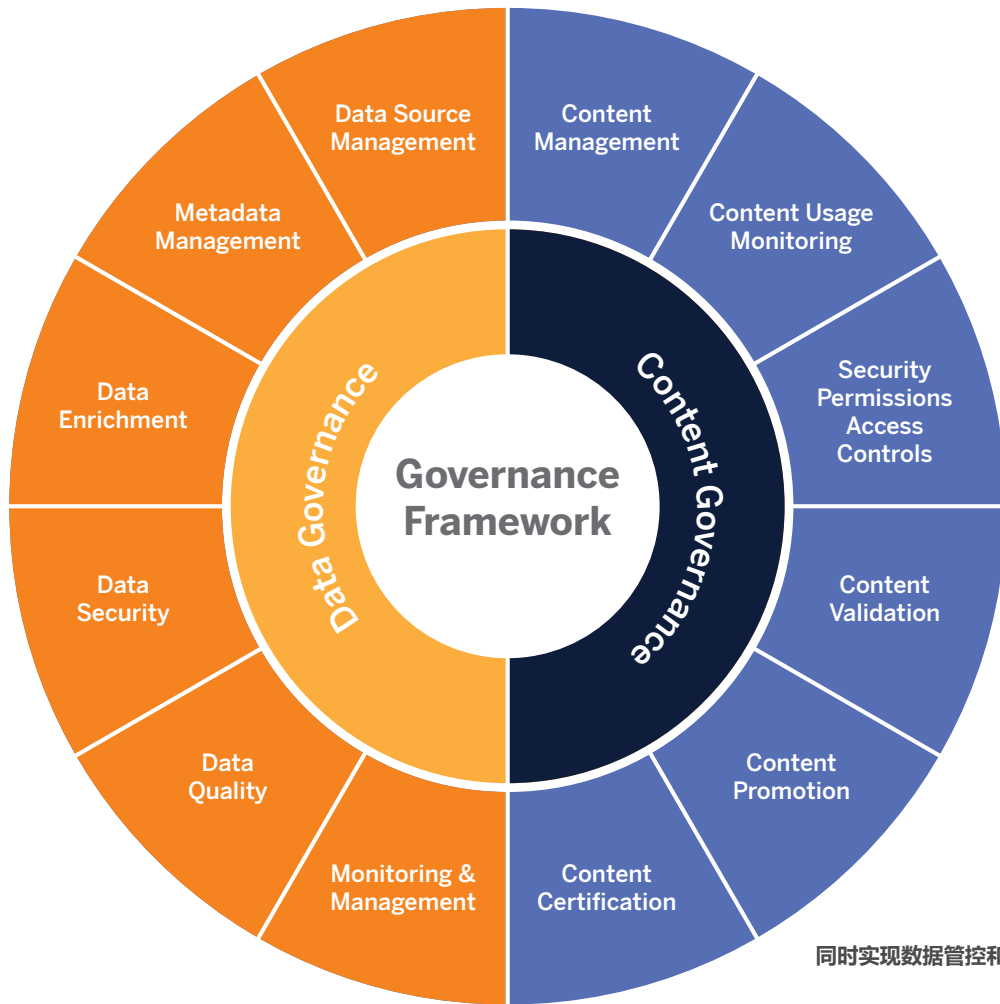 Data Source
Management
Content
Management
Metadata
Management
Content Usage
Monitoring
Data
Enrichment
Security
Permissions
Access
Controls
Data Governance
Governance
Framework
Content Governance
Data
Security
Content
Validation
Data
Quality
Content
Promotion
Monitoring &
Management
Content
Certification
同时实现数据管控和